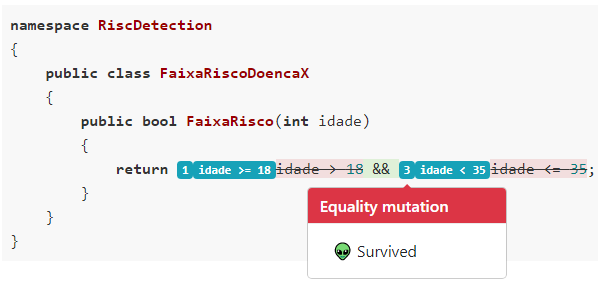 namespace RiscDetection
{
public class FaixaRiscoDoencaX
{
public bool FaixaRisco(int idade)
{
return 1 idade >= 18 idade > 18 && 3 idade < 35 idade <= 35;
}
}
}
Equality mutation
👽 Survived